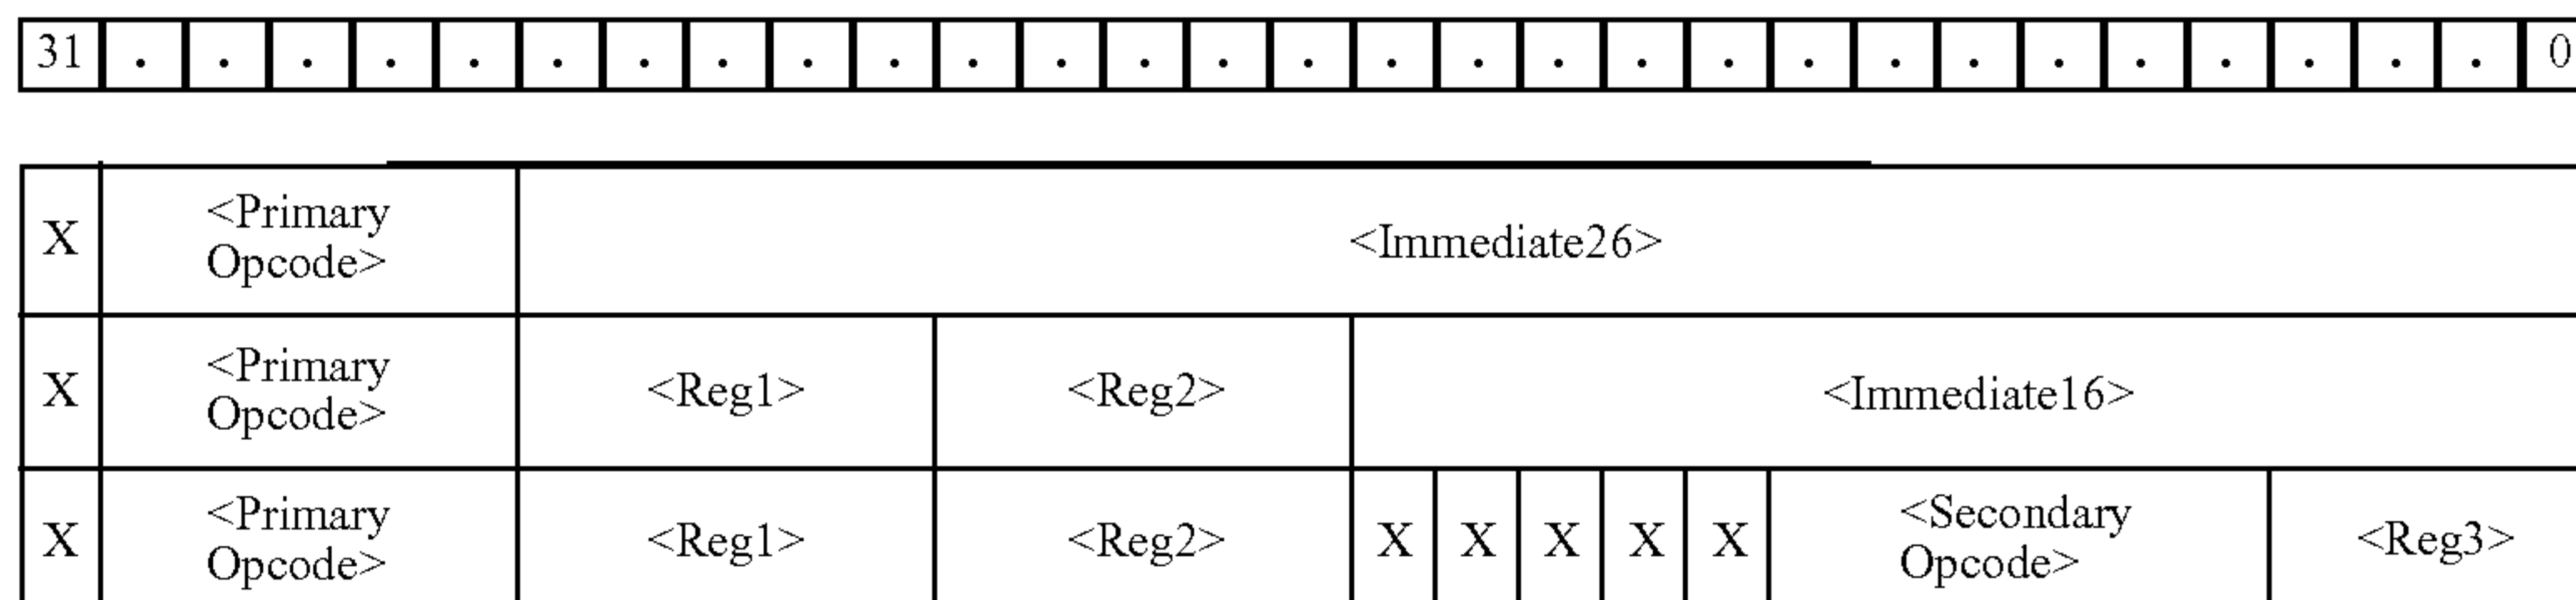 31 . . . . . . . . . . . . . . . . . . . . . . . . . . . . . 0
X <Primary Opcode> <Immediate26>
X <Primary Opcode> <Reg1> <Reg2> <Immediate16>
X <Primary Opcode> <Reg1> <Reg2> X X X X X <Secondary Opcode> <Reg3>